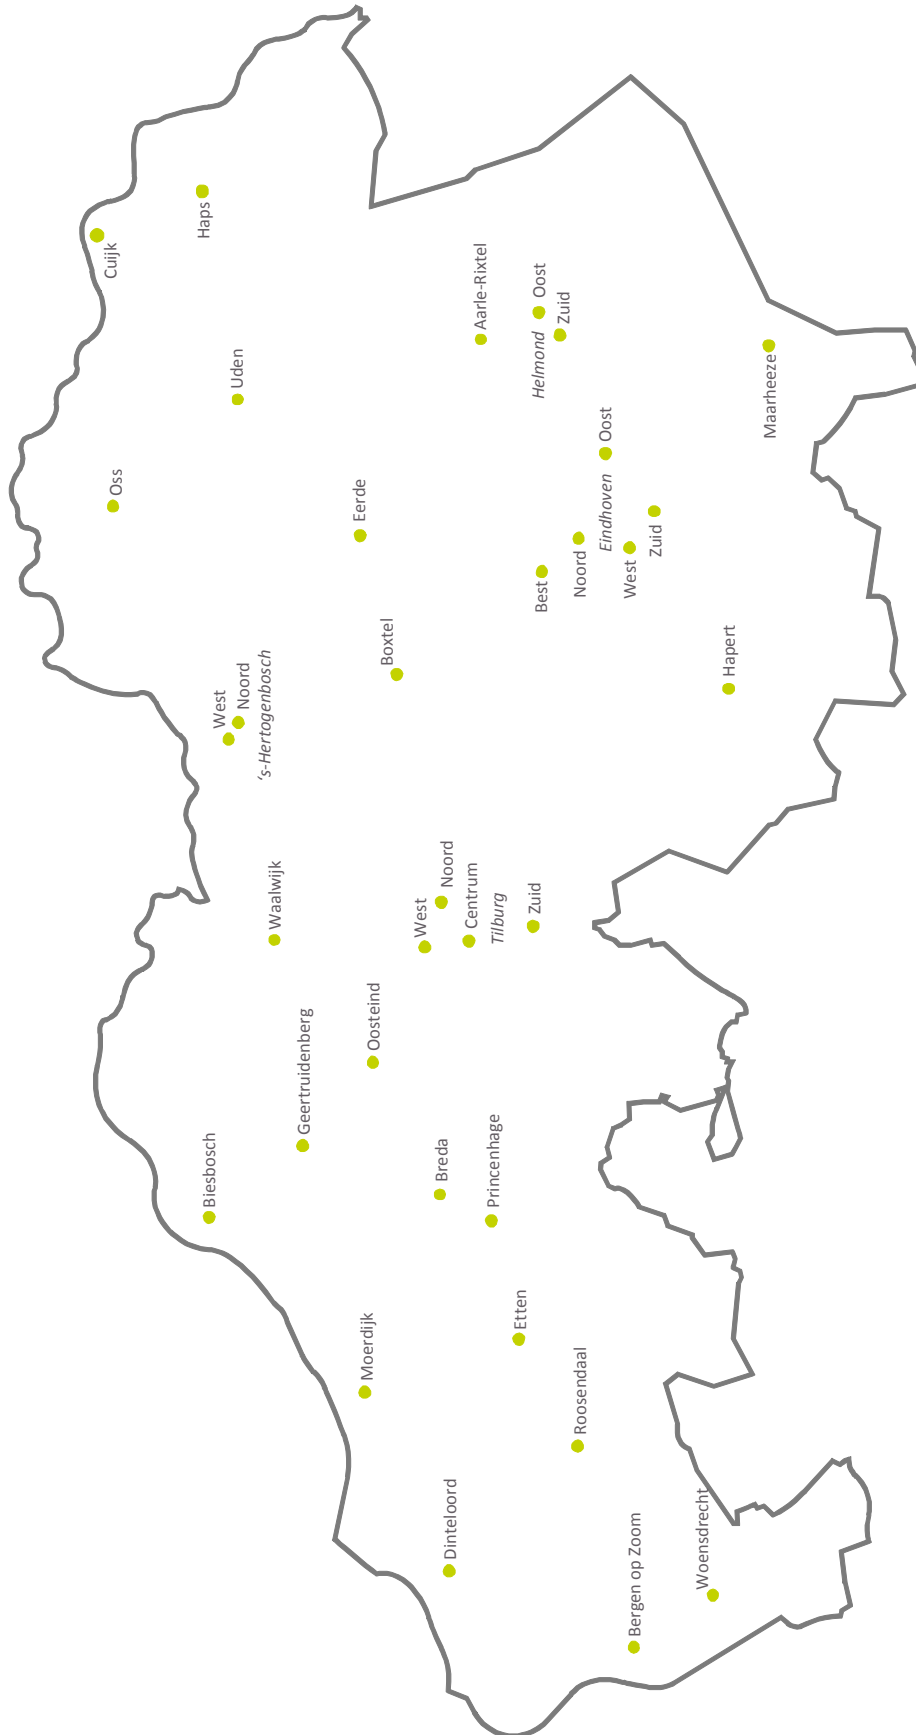 Cuijk
Oss
Haps
West
Noord
's-Hertogenbosch
Uden
Biesbosch
Waalwijk
Geertruidenberg
Eerde
Moerdijk
Oosteind
Boxtel
West
Noord
Centrum
Tilburg
Zuid
Breda
Dinteloord
Aarle-Rixtel
Princenhage
Etten
Helmond
Oost
Zuid
Best
Noord
Eindhoven
Oost
West
Zuid
Roosendaal
Bergen op Zoom
Woensdrecht
Hapert
Maarheeze